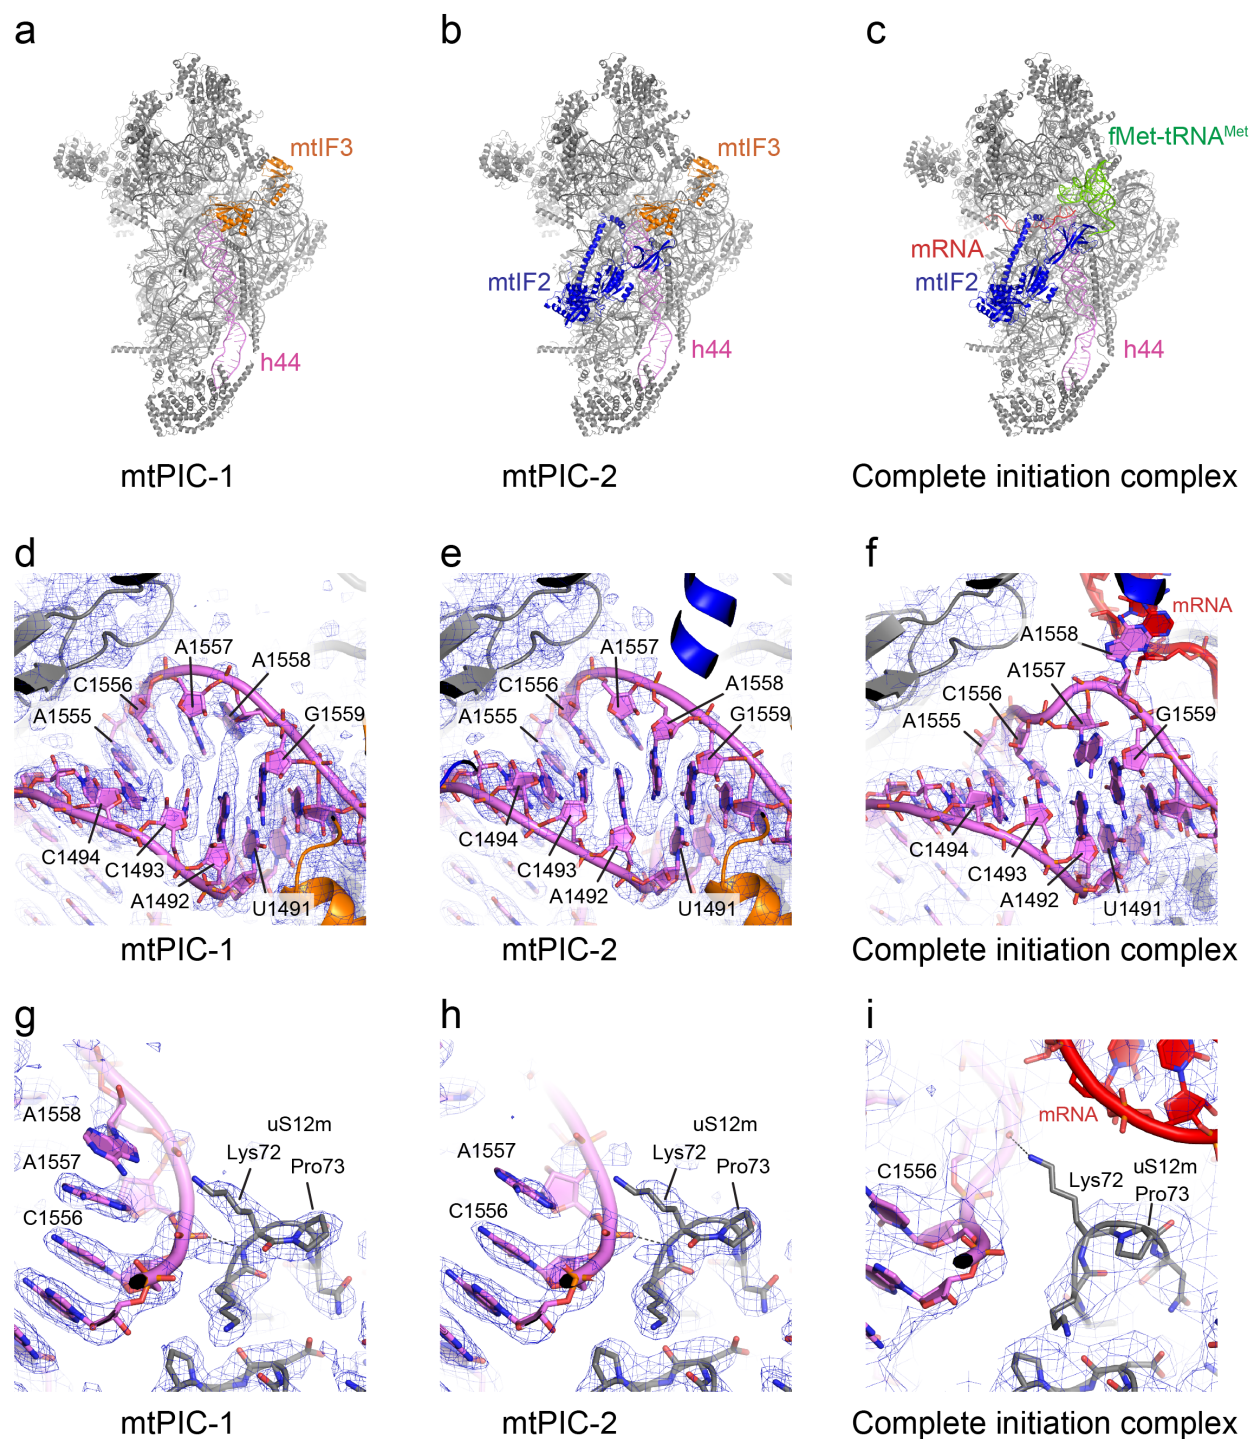 a
b
c
mtIF3
mtIF3
fMet-tRNAMet
mRNA
mtIF2
mtIF2
h44
h44
h44
mtPIC-1
mtPIC-2
Complete initiation complex
d
e
f
A1557
A1558
C1556
A1555
G1559
C1494
C1493
A1492
U1491
A1557
C1556
A1558
A1555
G1559
C1494
C1493
A1492
U1491
mRNA
A1558
A1557
C1556
A1555
G1559
C1494
C1493
A1492
U1491
mtPIC-1
mtPIC-2
Complete initiation complex
g
h
i
A1558
uS12m
Lys72
A1557
Pro73
C1556
uS12m
A1557
Lys72
Pro73
C1556
mRNA
C1556
uS12m
Lys72
Pro73
mtPIC-1
mtPIC-2
Complete initiation complex